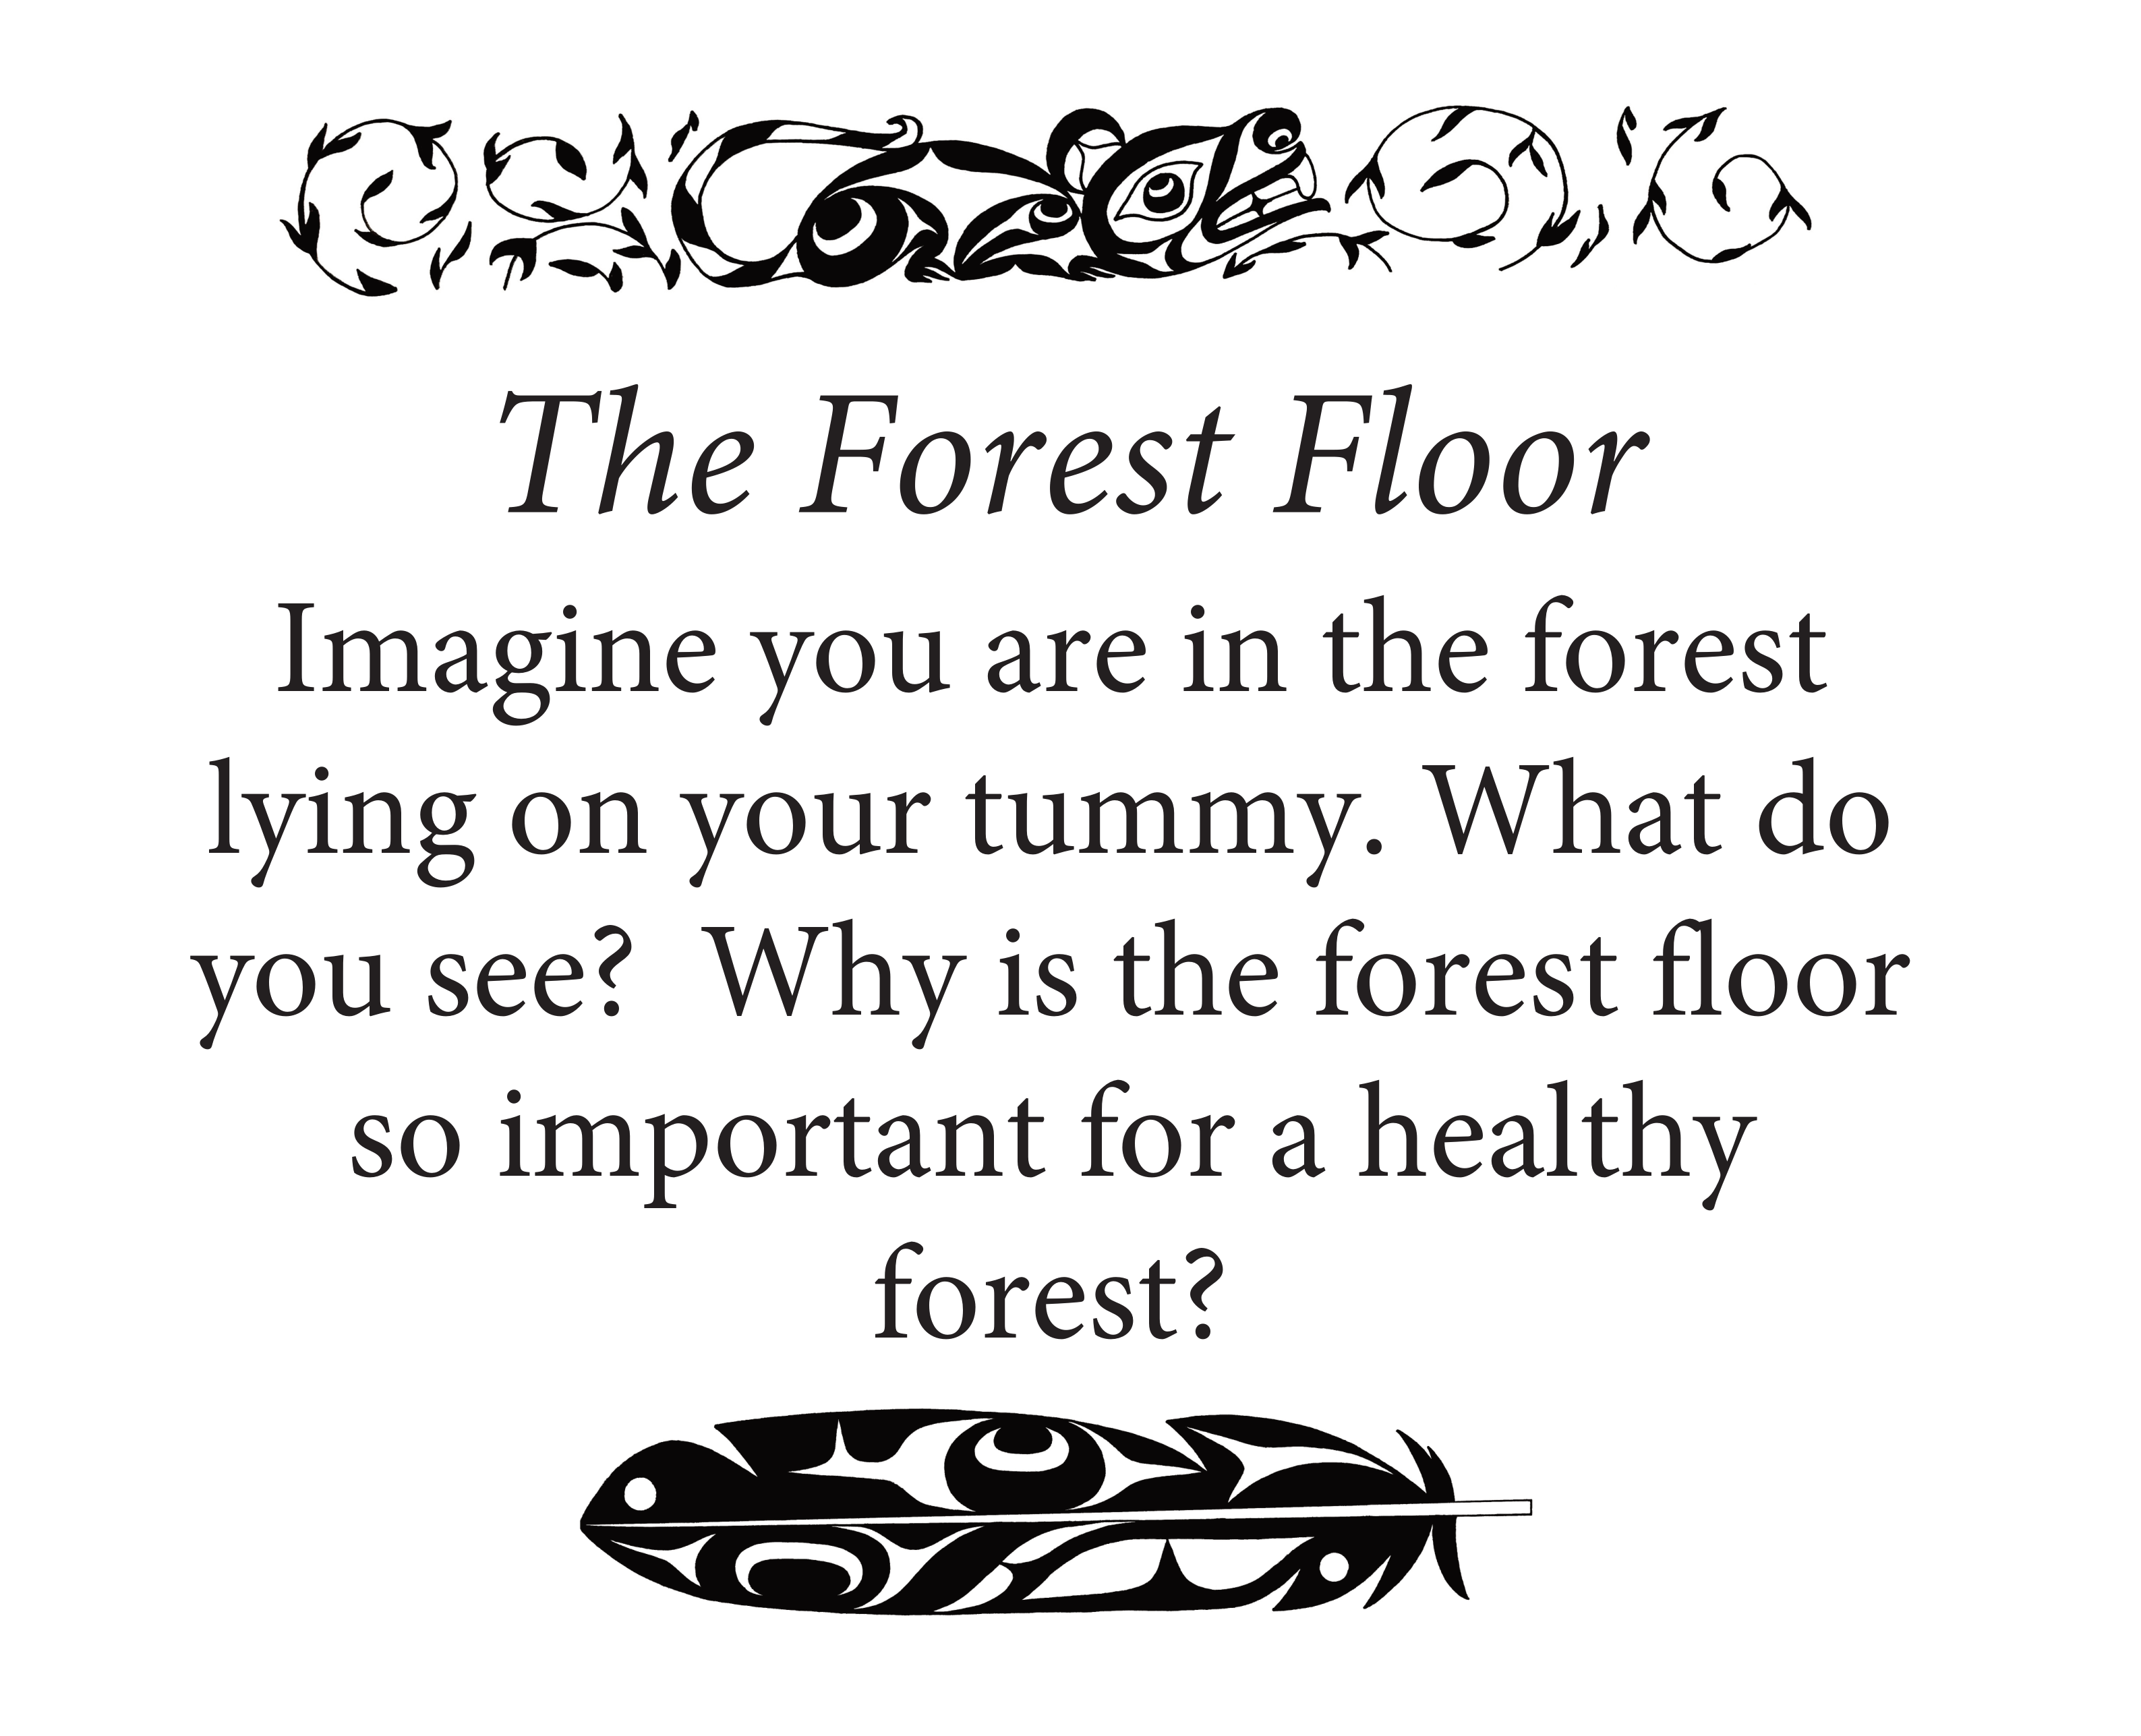 The Forest Floor
Imagine you are in the forest
lying on your tummy. What do
you see?  Why is the forest floor
so important for a healthy
forest?